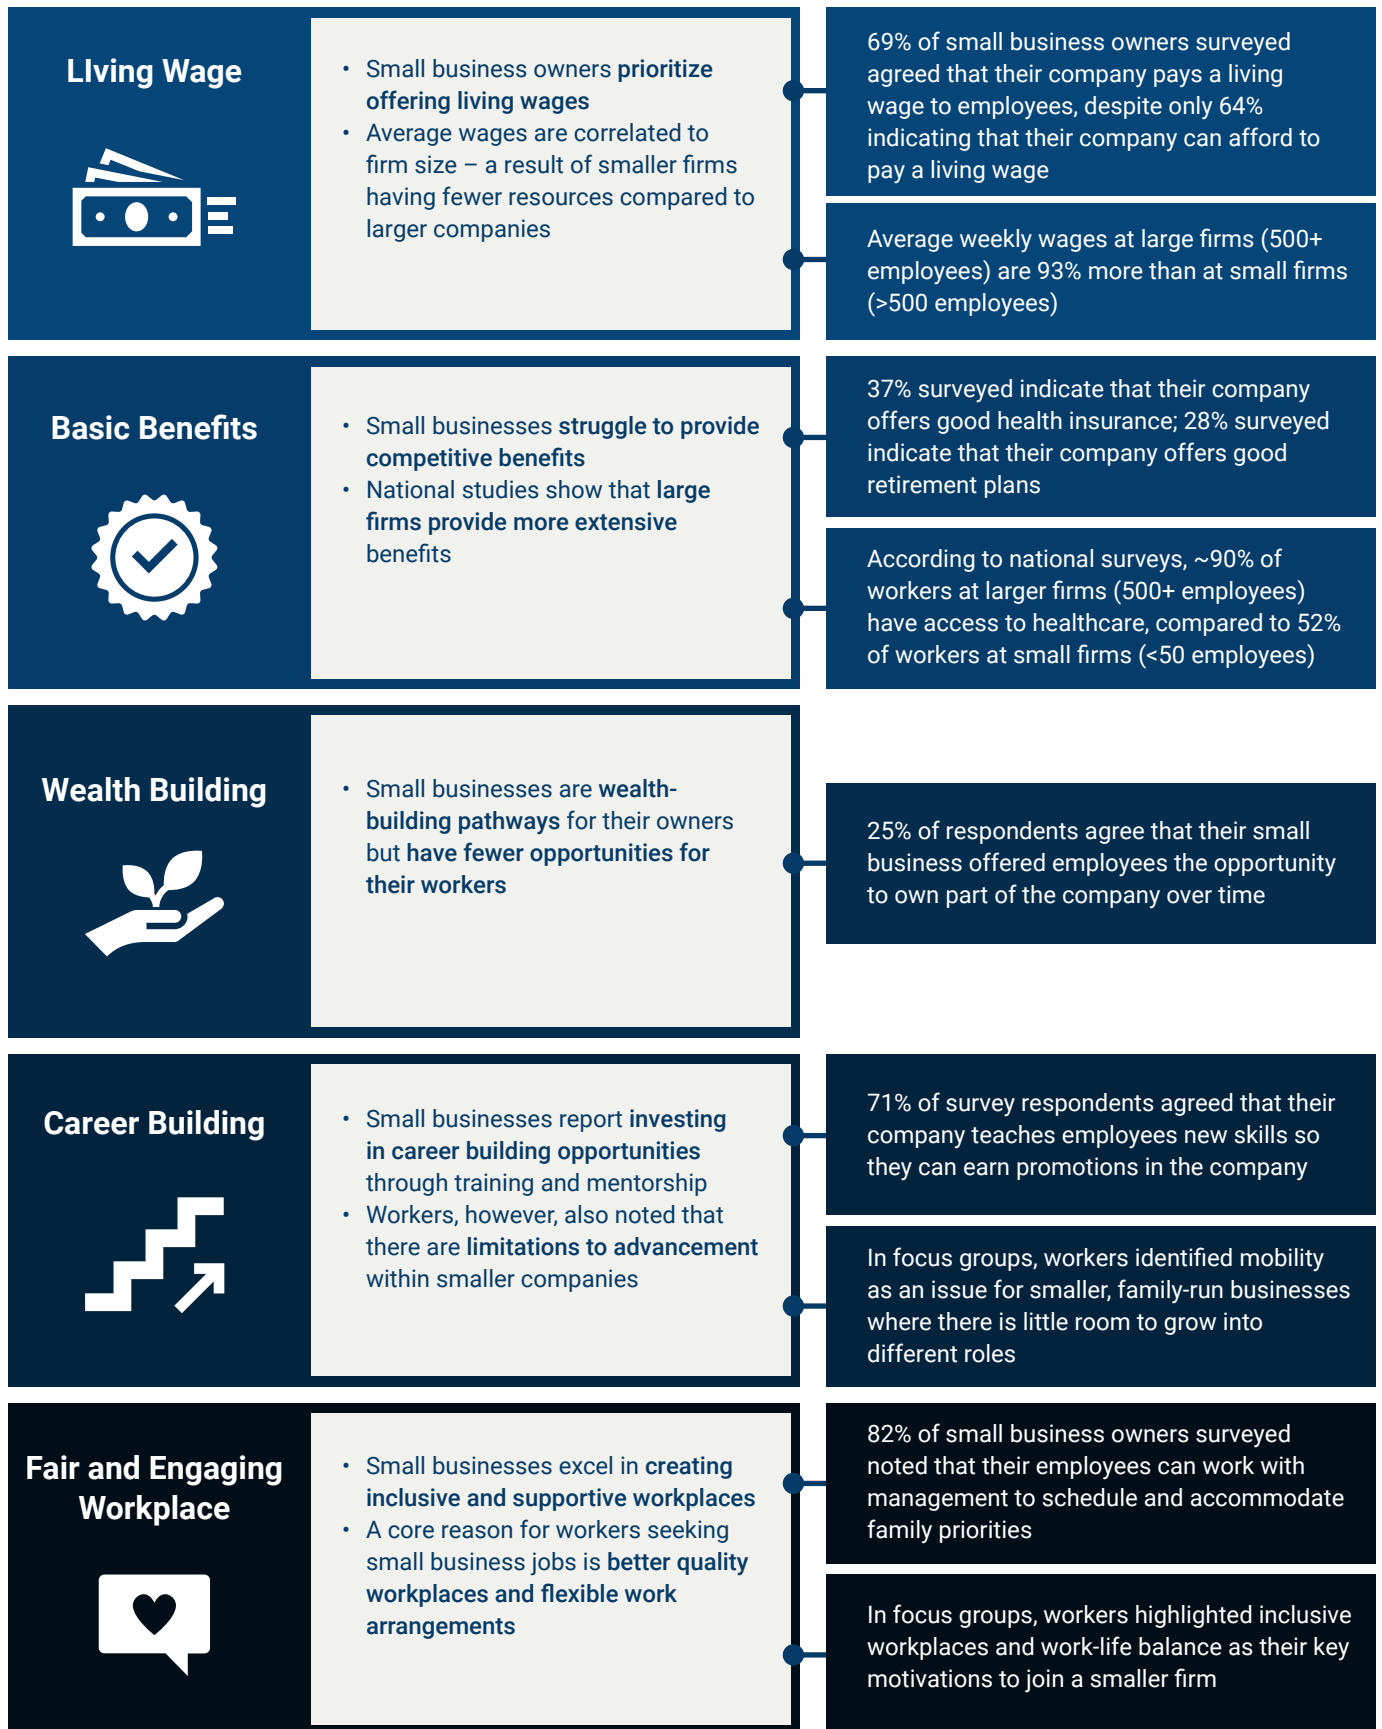 LIving Wage
• Small business owners prioritize
offering living wages
• Average wages are correlated to
firm size – a result of smaller firms
having fewer resources compared to
larger companies
69% of small business owners surveyed
agreed that their company pays a living
wage to employees, despite only 64%
indicating that their company can afford to
pay a living wage
Average weekly wages at large firms (500+
employees) are 93% more than at small firms
(>500 employees)
Basic Benefits
• Small businesses struggle to provide
competitive benefits
• National studies show that large
firms provide more extensive
benefits
37% surveyed indicate that their company
offers good health insurance; 28% surveyed
indicate that their company offers good
retirement plans
According to national surveys, ~90% of
workers at larger firms (500+ employees)
have access to healthcare, compared to 52%
of workers at small firms (<50 employees)
Wealth Building
• Small businesses are wealth-
building pathways for their owners
but have fewer opportunities for
their workers
25% of respondents agree that their small
business offered employees the opportunity
to own part of the company over time
Career Building
• Small businesses report investing
in career building opportunities
through training and mentorship
• Workers, however, also noted that
there are limitations to advancement
within smaller companies
71% of survey respondents agreed that their
company teaches employees new skills so
they can earn promotions in the company
In focus groups, workers identified mobility
as an issue for smaller, family-run businesses
where there is little room to grow into
different roles
Fair and Engaging
Workplace
• Small businesses excel in creating
inclusive and supportive workplaces
• A core reason for workers seeking
small business jobs is better quality
workplaces and flexible work
arrangements
82% of small business owners surveyed
noted that their employees can work with
management to schedule and accommodate
family priorities
In focus groups, workers highlighted inclusive
workplaces and work-life balance as their key
motivations to join a smaller firm